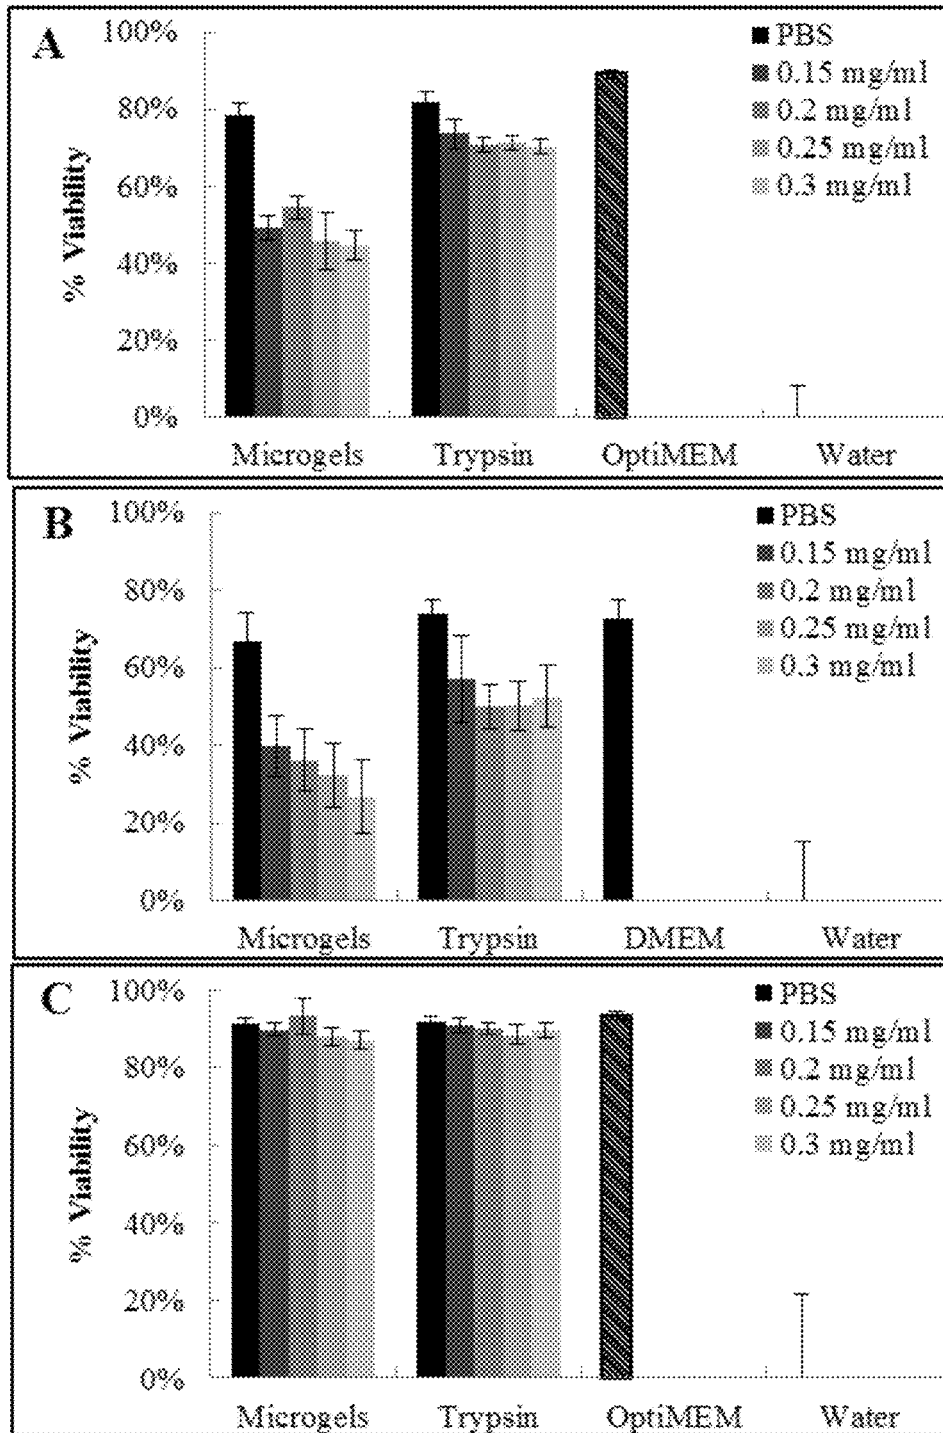 A
100%
80%
60%
40%
20%
0%
% Viability
PBS
0.15 mg/ml
0.2 mg/ml
0.25 mg/ml
0.3 mg/ml
Microgels Trypsin OptiMEM Water
B
100%
80%
60%
40%
20%
0%
% Viability
PBS
0.15 mg/ml
0.2 mg/ml
0.25 mg/ml
0.3 mg/ml
Microgels Trypsin DMEM Water
C
100%
80%
60%
40%
20%
0%
% Viability
PBS
0.15 mg/ml
0.2 mg/ml
0.25 mg/ml
0.3 mg/ml
Microgels Trypsin OptiMEM Water